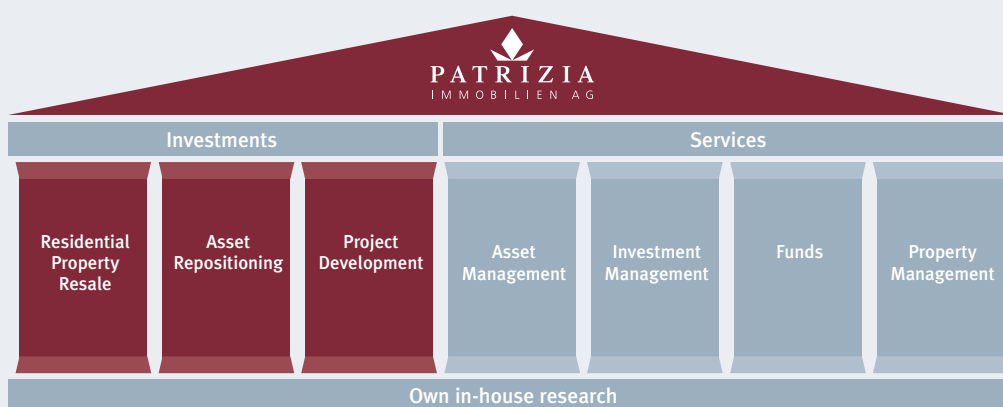 PATRIZIA
IMMOBILIEN AG
Investments
Services
Residential
Property
Resale
Asset
Repositioning
Project
Development
Asset
Management
Investment
Management
Funds
Property
Management
Own in-house research